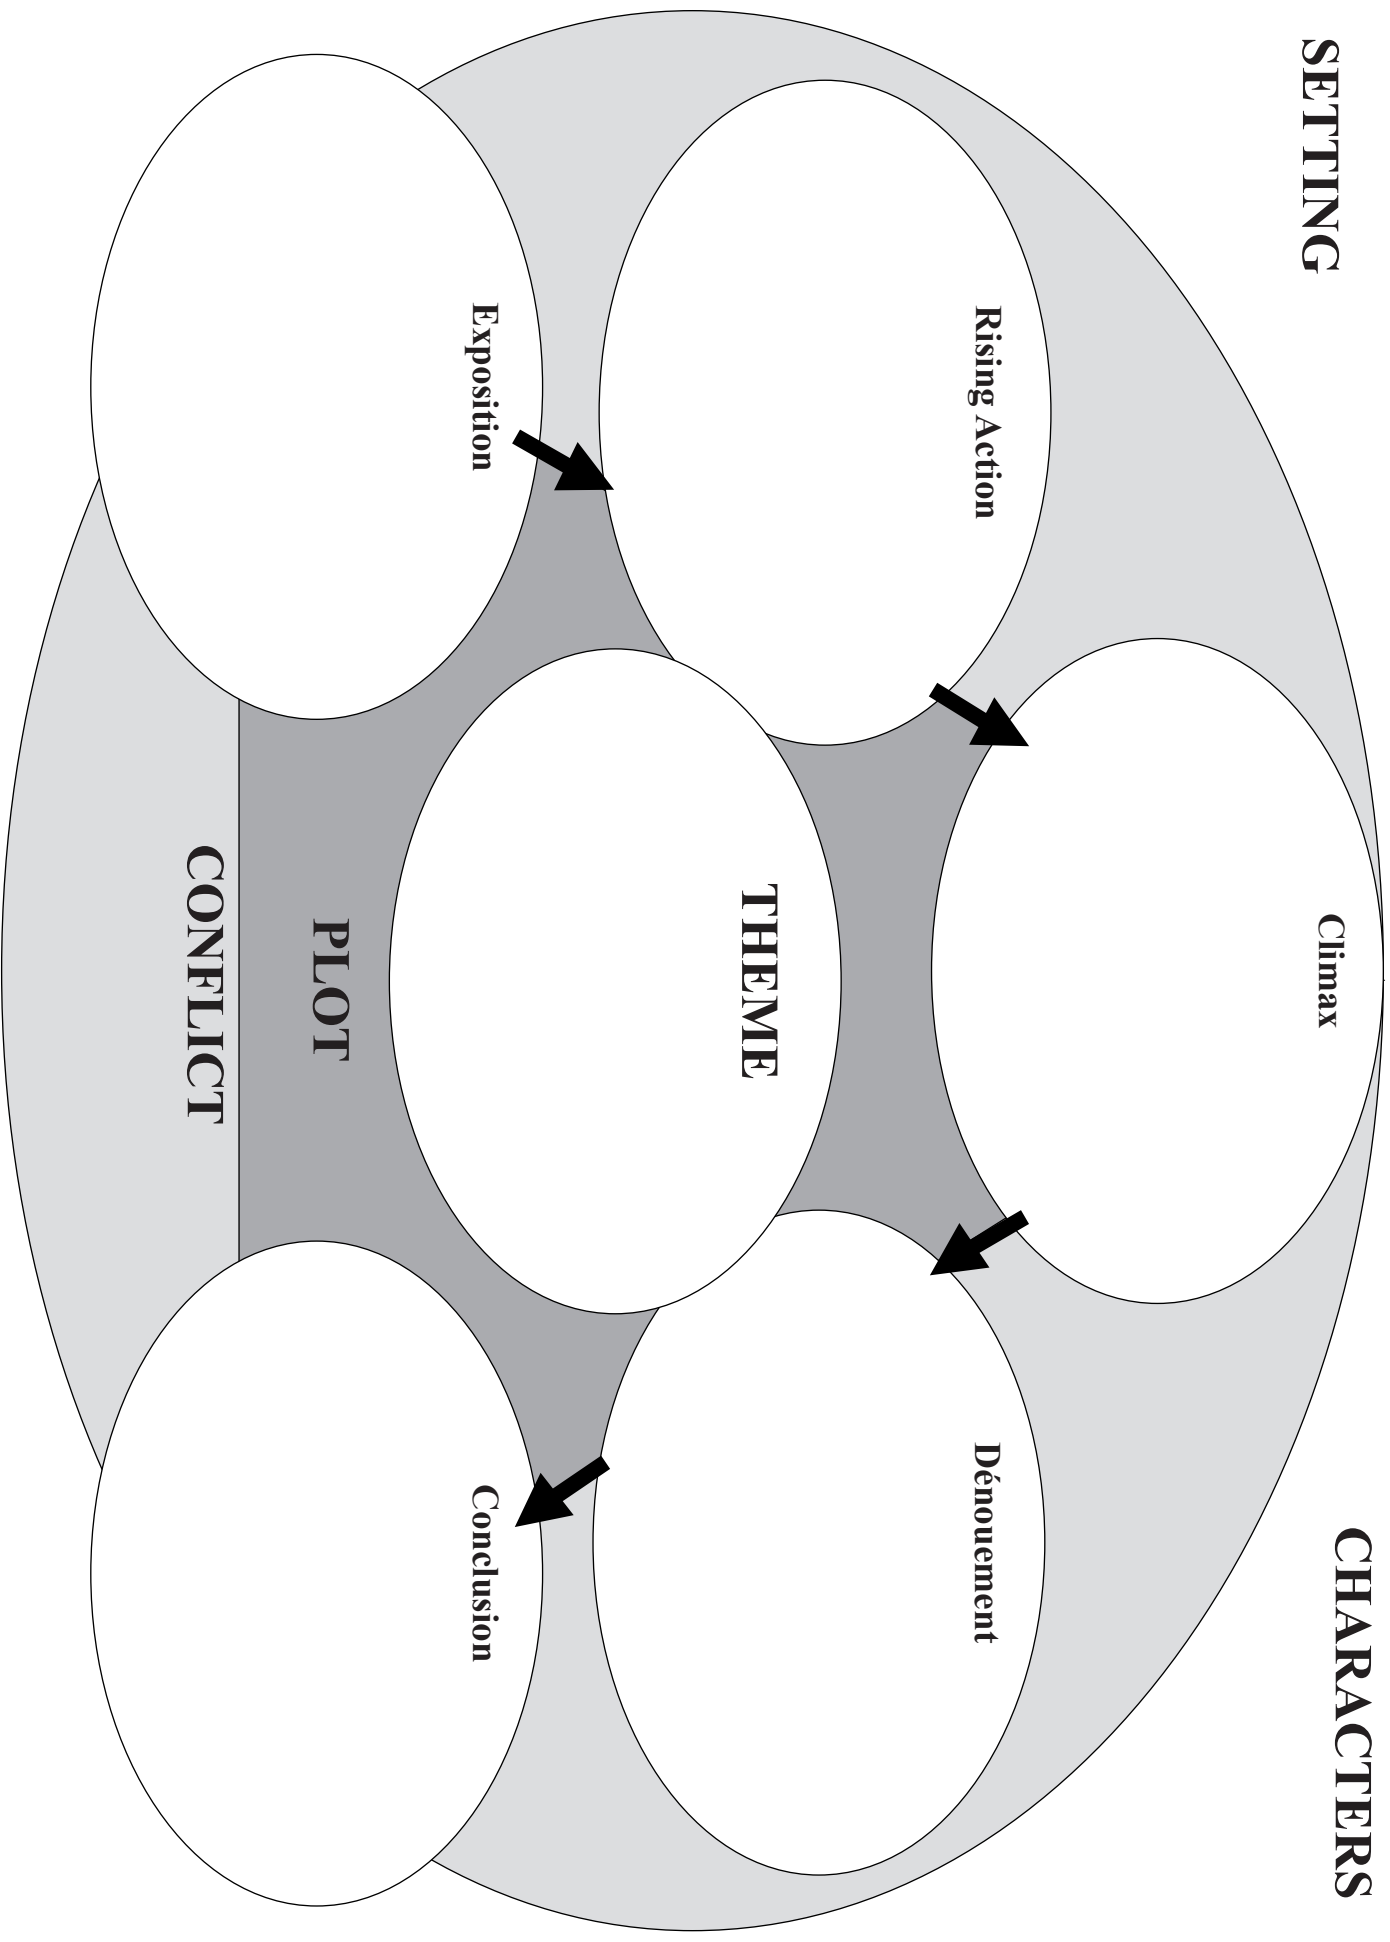 SETTING
CHARACTERS
Climax
Rising Action
Dénouement
THEME
Exposition
Conclusion
PLOT
CONFLICT